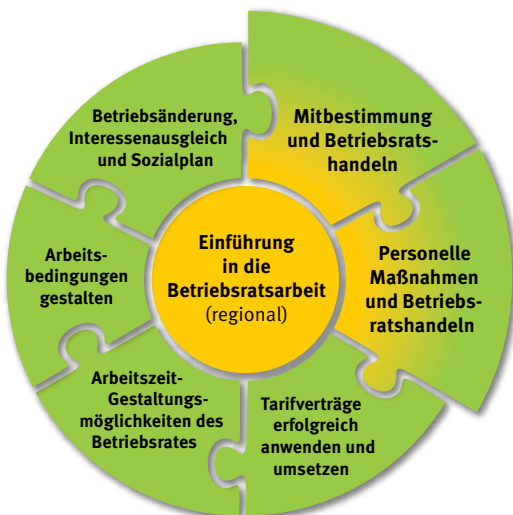 Einführung
in die
Betriebsratsarbeit
(regional)
Mitbestimmung
und Betriebsrats-
handeln
Personelle
Maßnahmen
und Betriebs-
ratshandeln
Tarifverträge
erfolgreich
anwenden und
umsetzen
Arbeitszeit-
Gestaltungs-
möglichkeiten des
Betriebsrates
Arbeits-
bedingungen
gestalten
Betriebsänderung,
Interessenausgleich
und Sozialplan